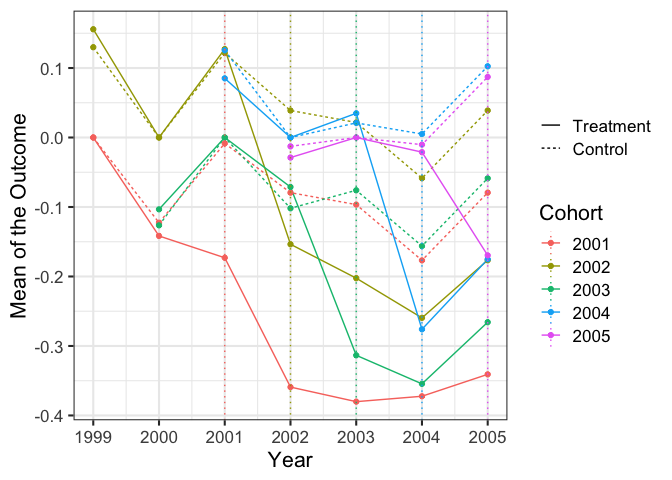 Mean of the Outcome
0.1
0.0
-0.1
-0.2
-0.3
-0.4
1999 2000 2001 2002 2003 2004 2005
Year
Treatment
Control
Cohort
2001
2002
2003
2004
2005